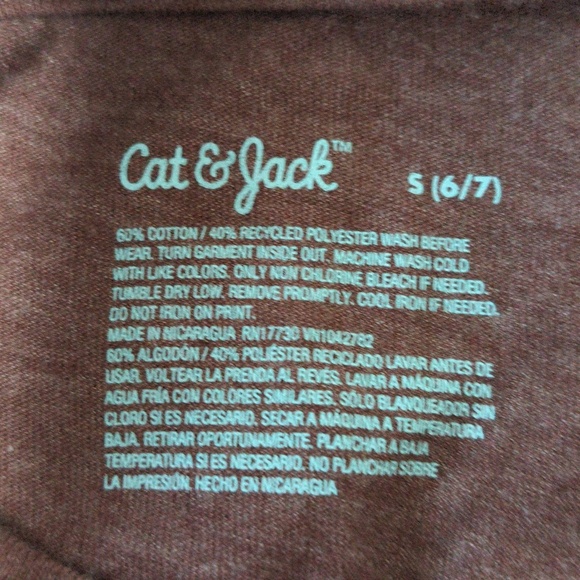 Cat & Jack™
S (6/7)
60% COTTON / 40% RECYCLED POLYESTER WASH BEFORE
WEAR. TURN GARMENT INSIDE OUT. MACHINE WASH COLD
WITH LIKE COLORS. ONLY NON CHLORINE BLEACH IF NEEDED.
TUMBLE DRY LOW. REMOVE PROMPTLY. COOL IRON IF NEEDED.
DO NOT IRON ON PRINT.
MADE IN NICARAGUA RN17730 VN1042782
60% ALGODÓN / 40% POLIÉSTER RECICLADO LAVAR ANTES DE
USAR. VOLTEAR LA PRENDA AL REVÉS. LAVAR A MÁQUINA CON
AGUA FRÍA CON COLORES SIMILARES. SÓLO BLANQUEADOR SIN
CLORO SI ES NECESARIO. SECAR A MÁQUINA A TEMPERATURA
BAJA. RETIRAR OPORTUNAMENTE. PLANCHAR A BAJA
TEMPERATURA SI ES NECESARIO. NO PLANCHAR SOBRE
LA IMPRESIÓN. HECHO EN NICARAGUA